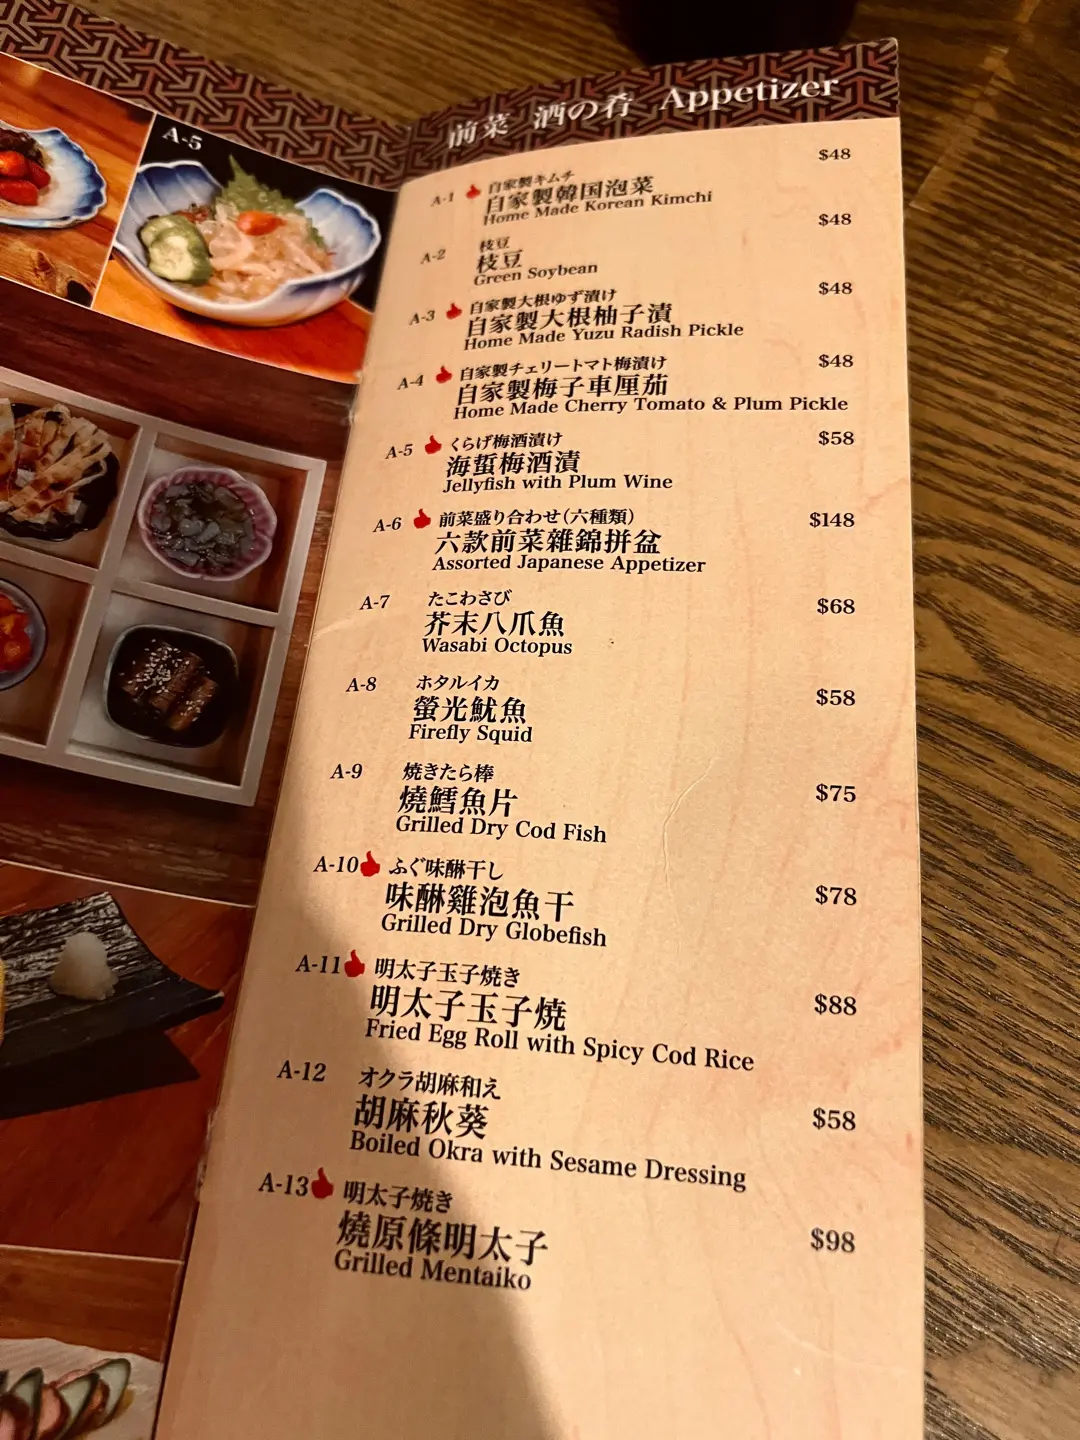 A-5
前菜 酒の肴 Appetizer
A-1 自家製キムチ $48
自家製韓国泡菜
Home Made Korean Kimchi
A-2 枝豆 $48
枝豆
Green Soybean
A-3 自家製大根ゆず漬け $48
自家製大根柚子漬
Home Made Yuzu Radish Pickle
A-4 自家製チェリートマト梅漬け $48
自家製梅子車厘茄
Home Made Cherry Tomato & Plum Pickle
A-5 くらげ梅酒漬け $58
海蜇梅酒漬
Jellyfish with Plum Wine
A-6 前菜盛り合わせ(六種類) $148
六款前菜雜錦拼盆
Assorted Japanese Appetizer
A-7 たこわさび $68
芥末八爪魚
Wasabi Octopus
A-8 ホタルイカ $58
螢光魷魚
Firefly Squid
A-9 焼きたら棒 $75
燒鱈魚片
Grilled Dry Cod Fish
A-10 ふぐ味醂干し $78
味醂雞泡魚干
Grilled Dry Globefish
A-11 明太子玉子焼き $88
明太子玉子燒
Fried Egg Roll with Spicy Cod Rice
A-12 オクラ胡麻和え $58
胡麻秋葵
Boiled Okra with Sesame Dressing
A-13 明太子焼き $98
燒原條明太子
Grilled Mentaiko